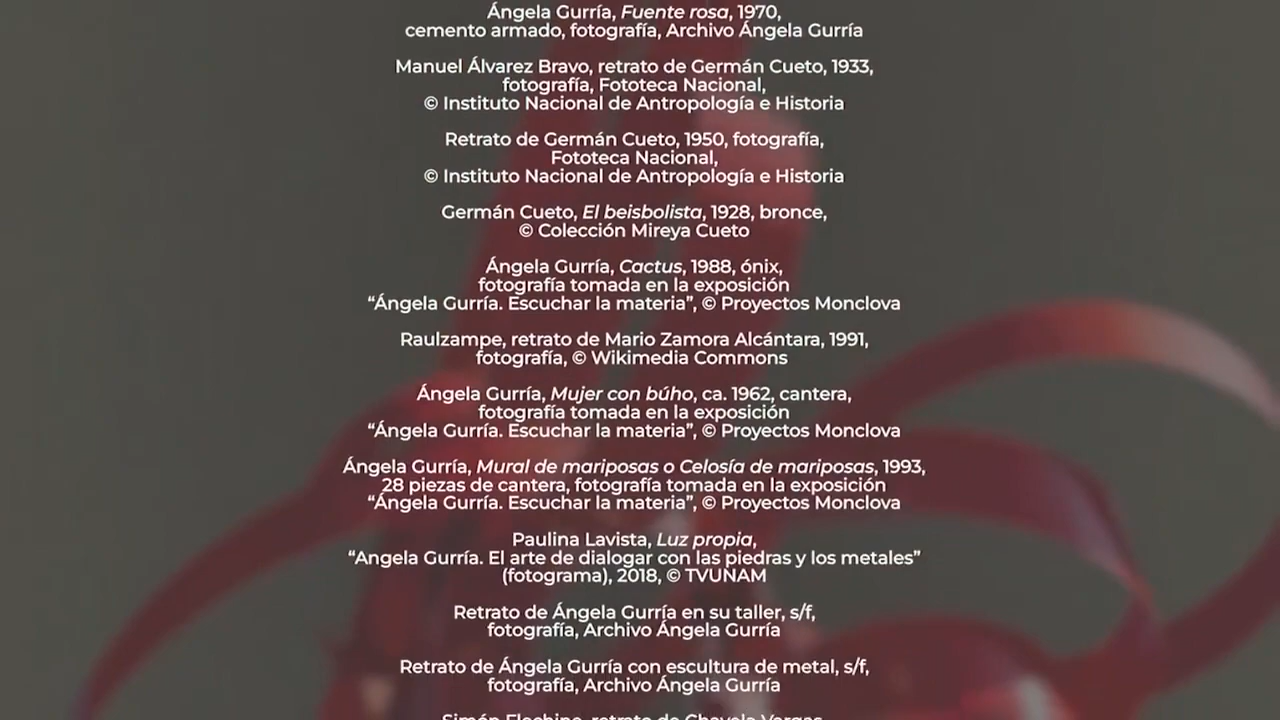 Ángela Gurría, Fuente rosa, 1970,
cemento armado, fotografía, Archivo Ángela Gurría
Manuel Álvarez Bravo, retrato de Germán Cueto, 1933,
fotografía, Fototeca Nacional,
© Instituto Nacional de Antropología e Historia
Retrato de Germán Cueto, 1950, fotografía,
Fototeca Nacional,
© Instituto Nacional de Antropología e Historia
Germán Cueto, El beisbolista, 1928, bronce,
© Colección Mireya Cueto
Ángela Gurría, Cactus, 1988, ónix,
fotografía tomada en la exposición
“Ángela Gurría. Escuchar la materia”, © Proyectos Monclova
Raulzampe, retrato de Mario Zamora Alcántara, 1991,
fotografía, © Wikimedia Commons
Ángela Gurría, Mujer con búho, ca. 1962, cantera,
fotografía tomada en la exposición
“Ángela Gurría. Escuchar la materia”, © Proyectos Monclova
Ángela Gurría, Mural de mariposas o Celosía de mariposas, 1993,
28 piezas de cantera, fotografía tomada en la exposición
“Ángela Gurría. Escuchar la materia”, © Proyectos Monclova
Paulina Lavista, Luz propia,
“Angela Gurría. El arte de dialogar con las piedras y los metales”
(fotograma), 2018, © TVUNAM
Retrato de Ángela Gurría en su taller, s/f,
fotografía, Archivo Ángela Gurría
Retrato de Ángela Gurría con escultura de metal, s/f,
fotografía, Archivo Ángela Gurría
Simón Flechine, retrato de Chavela Vargas,